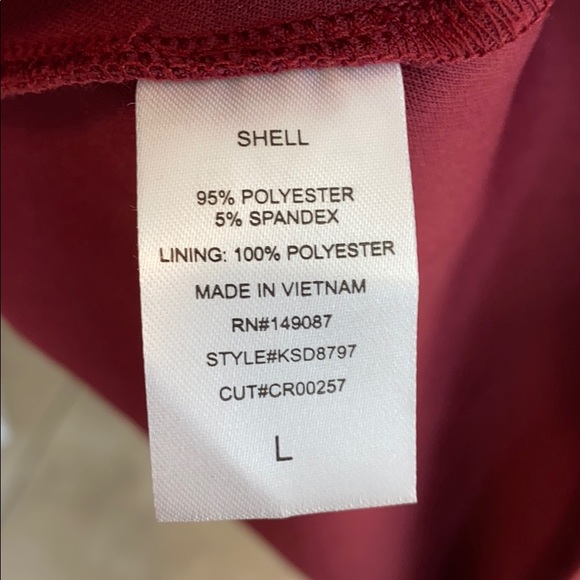 SHELL
95% POLYESTER
5% SPANDEX
LINING: 100% POLYESTER
MADE IN VIETNAM
RN#149087
STYLE#KSD8797
CUT#CR00257
L